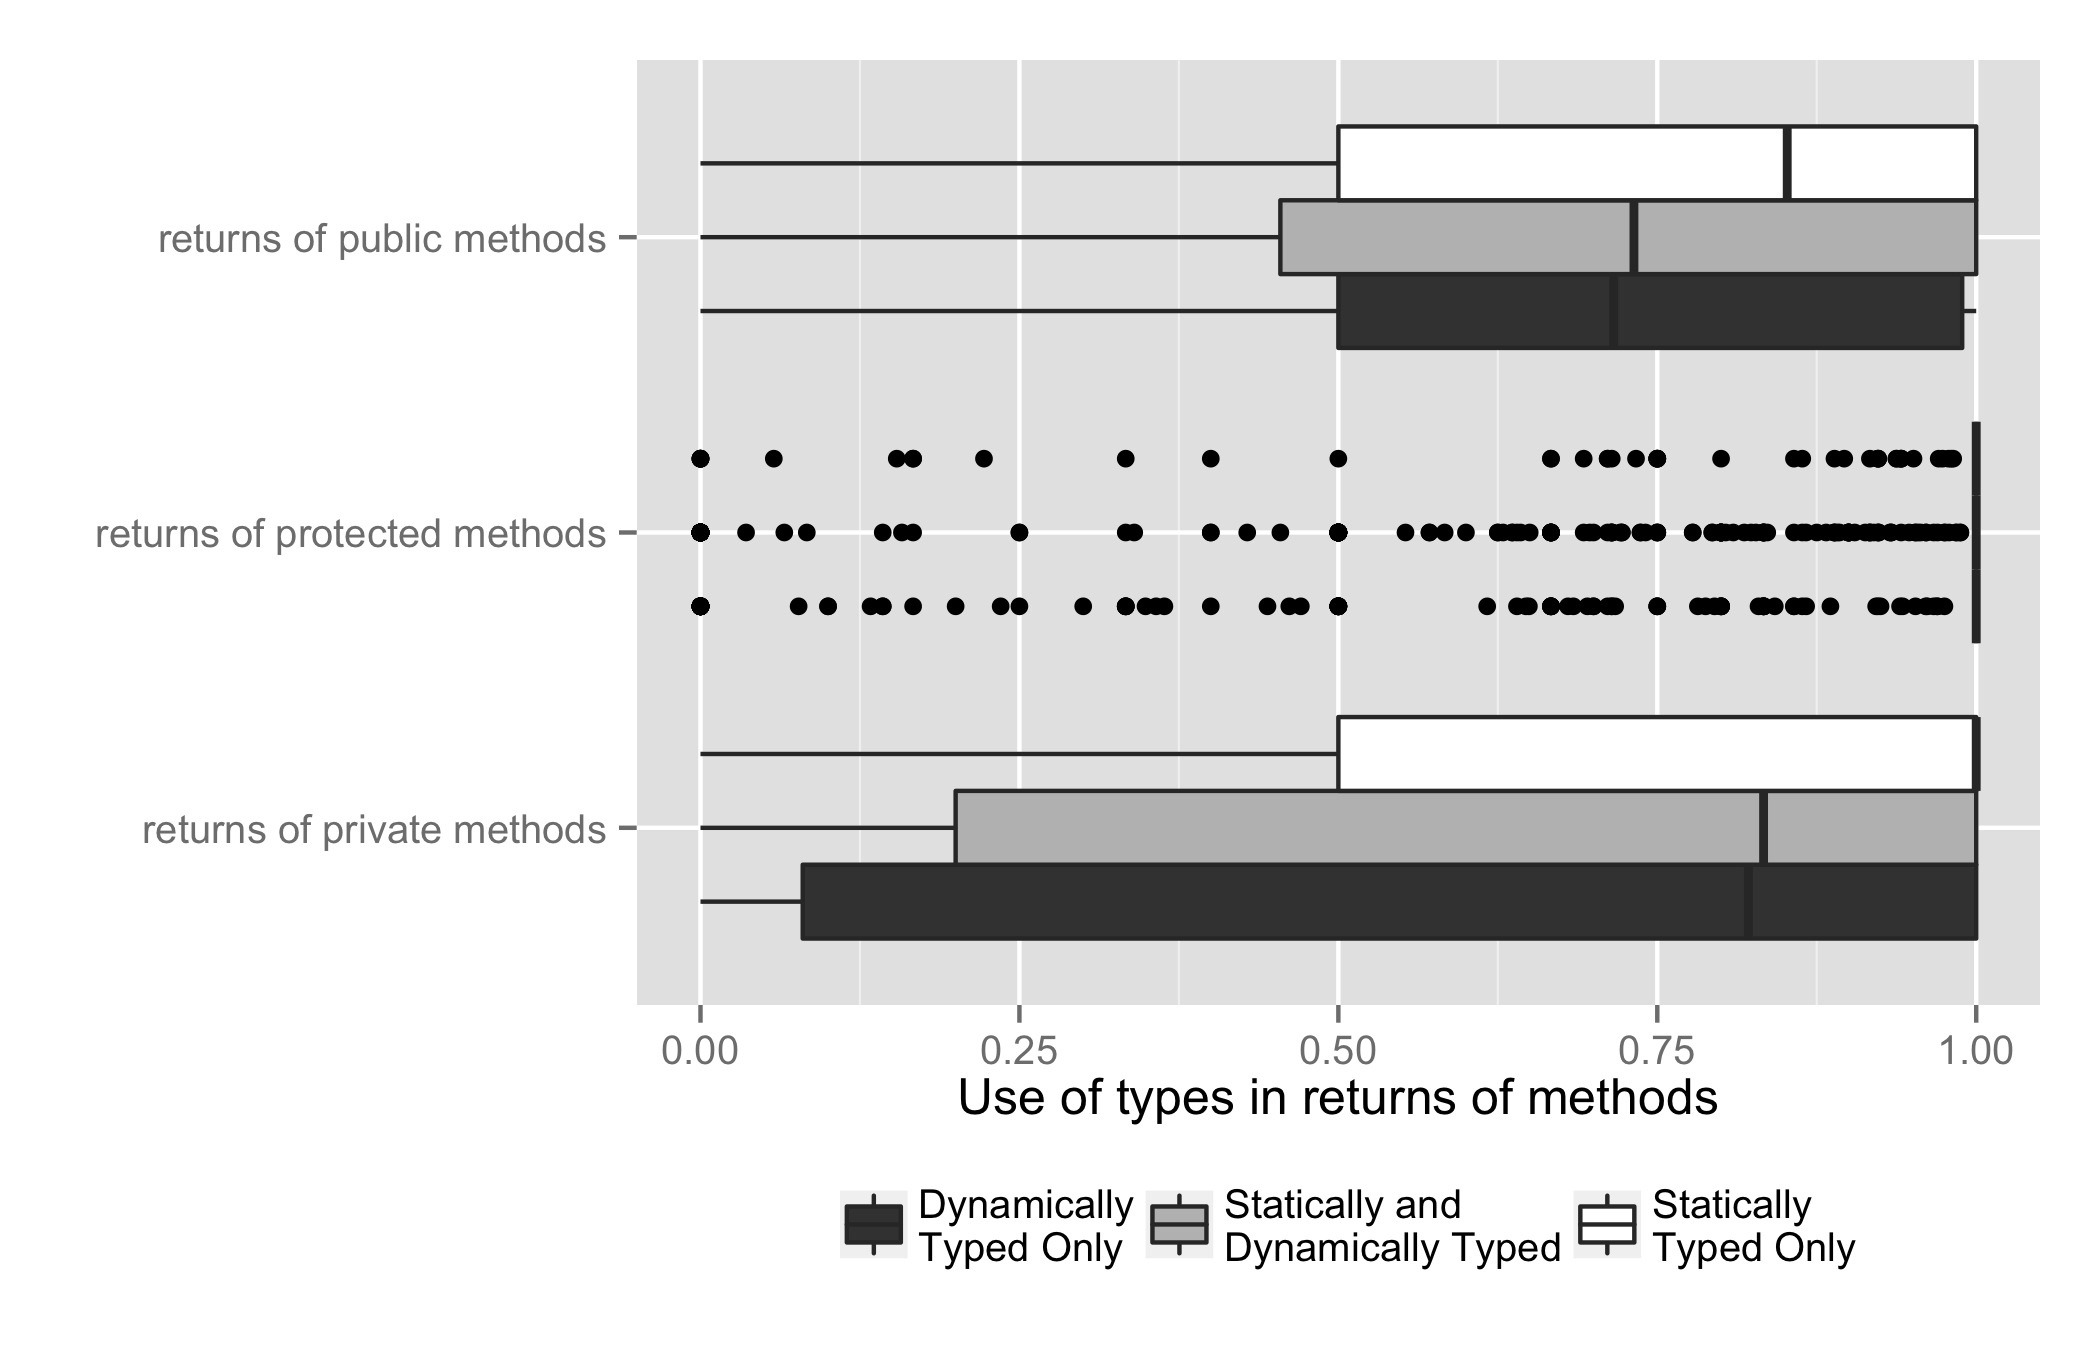 returns of public methods
returns of protected methods
returns of private methods
0.00 0.25 0.50 0.75 1.00
Use of types in returns of methods
Dynamically
Typed Only
Statically and
Dynamically Typed
Statically
Typed Only